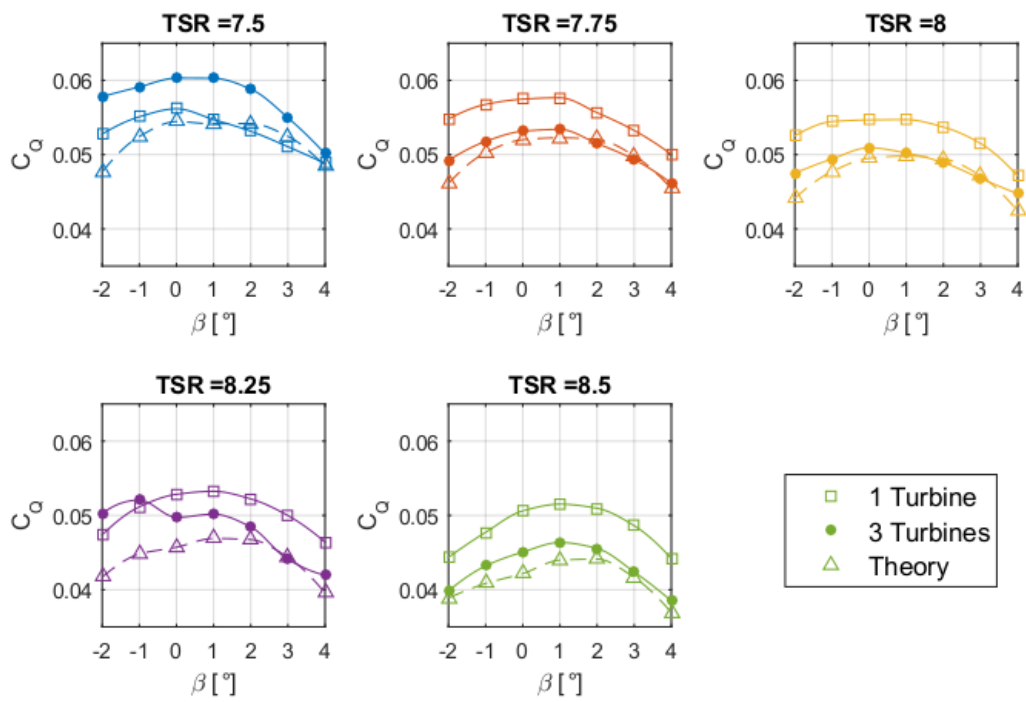 TSR =7.5
0.06
0.05
0.04
C_Q
-2 -1 0 1 2 3 4
β [°]
TSR =7.75
0.06
0.05
0.04
C_Q
-2 -1 0 1 2 3 4
β [°]
TSR =8
0.06
0.05
0.04
C_Q
-2 -1 0 1 2 3 4
β [°]
TSR =8.25
0.06
0.05
0.04
C_Q
-2 -1 0 1 2 3 4
β [°]
TSR =8.5
0.06
0.05
0.04
C_Q
-2 -1 0 1 2 3 4
β [°]
1 Turbine
3 Turbines
Theory